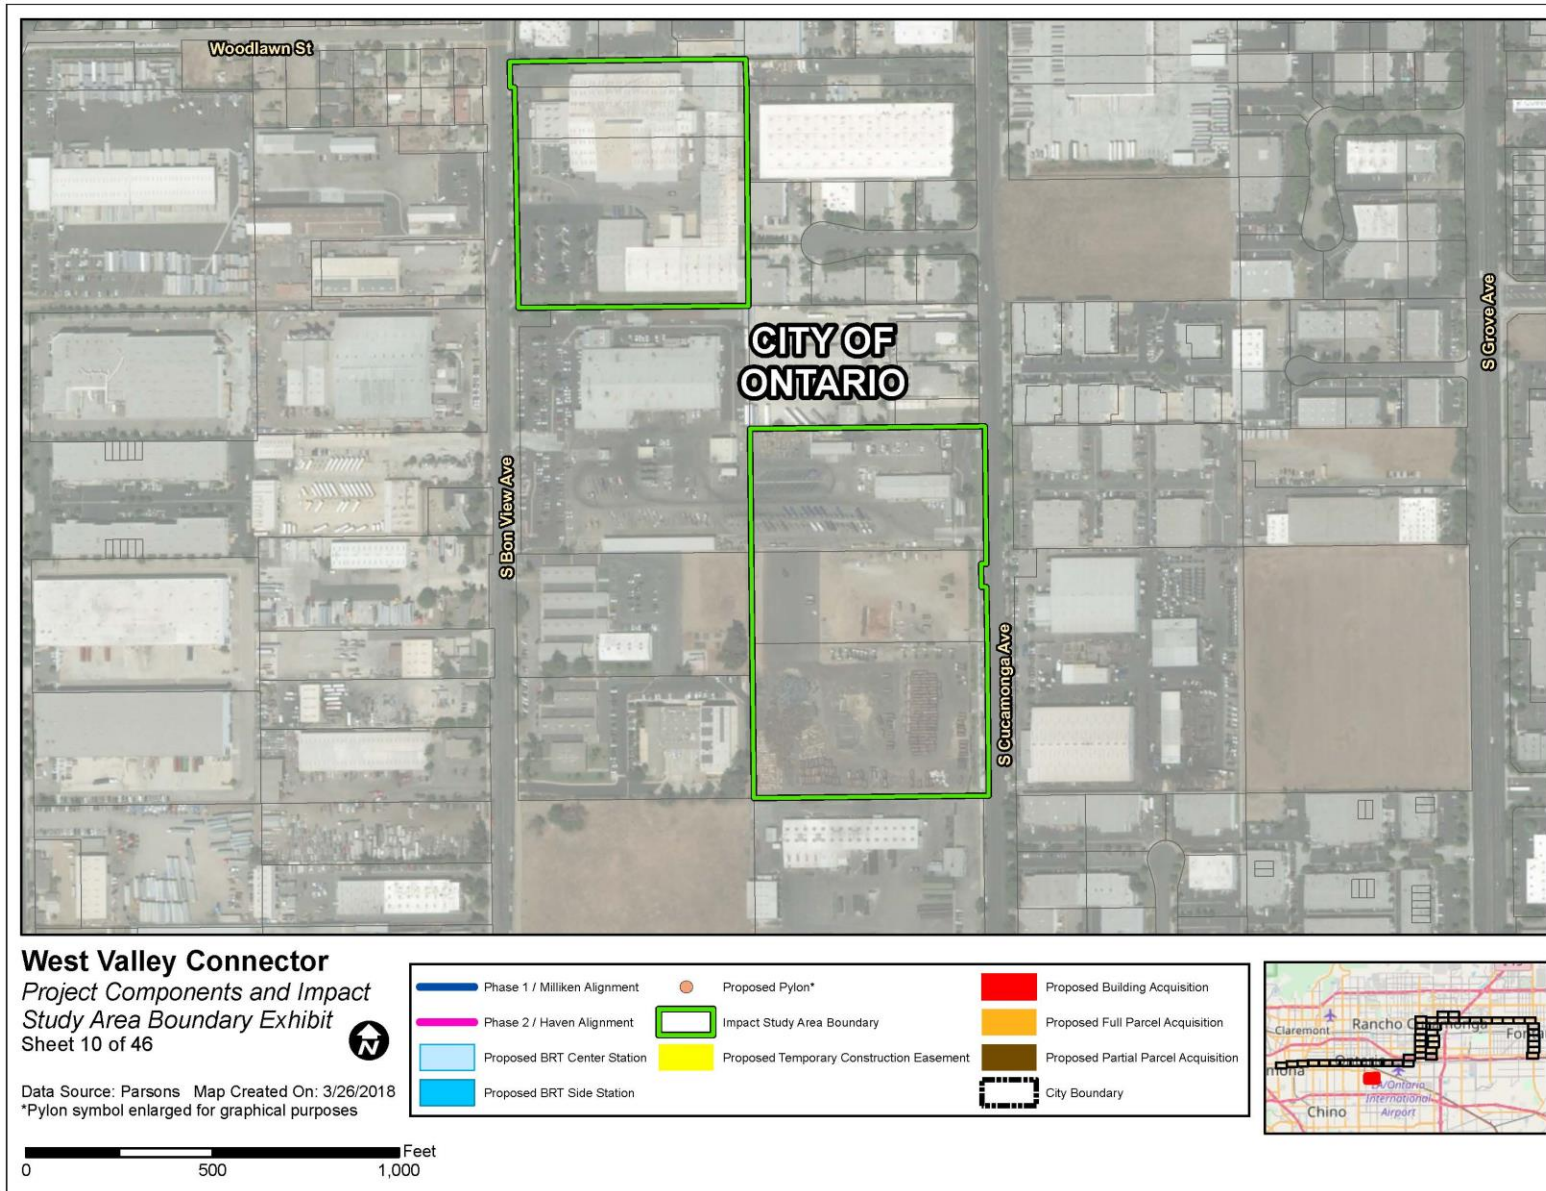 Woodlawn St
CITY OF
ONTARIO
S Grove Ave
S Bon View Ave
S Cucamonga Ave
West Valley Connector
Project Components and Impact
Study Area Boundary Exhibit
Sheet 10 of 46
N
Data Source: Parsons Map Created On: 3/26/2018
*Pylon symbol enlarged for graphical purposes
Feet
0 500 1,000
Phase 1 / Milliken Alignment
Phase 2 / Haven Alignment
Proposed BRT Center Station
Proposed BRT Side Station
Proposed Pylon*
Impact Study Area Boundary
Proposed Temporary Construction Easement
Proposed Building Acquisition
Proposed Full Parcel Acquisition
Proposed Partial Parcel Acquisition
City Boundary
Claremont
Rancho
Ontario
Chino
LA/Ontario
International
Airport